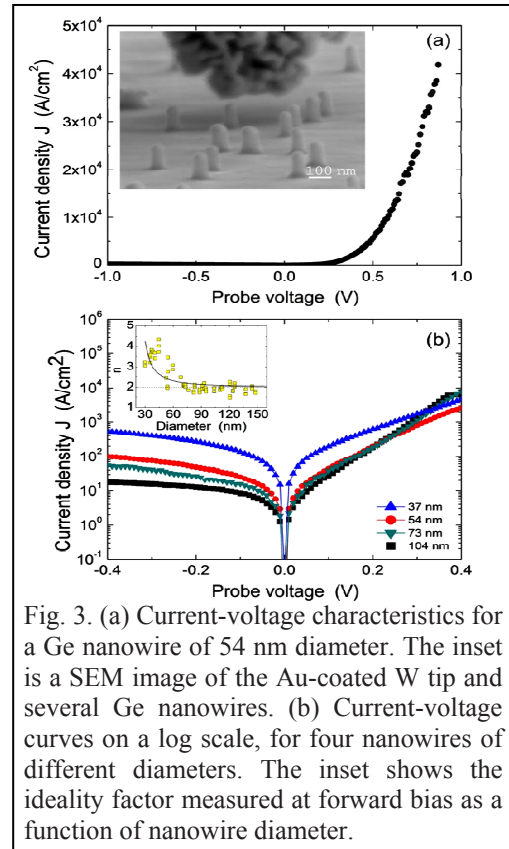 5x10⁴
(a)
Current density J (A/cm²)
4x10⁴
3x10⁴
2x10⁴
1x10⁴
0
100 nm
-1.0 -0.5 0.0 0.5 1.0
Probe voltage (V)
10⁶
(b)
10⁵
10⁴
10³
10²
10¹
10⁰
10⁻¹
Current density J (A/cm²)
5
4
3
2
1
n
30 60 90 120 150
Diameter (nm)
37 nm
54 nm
73 nm
104 nm
-0.4 -0.2 0.0 0.2 0.4
Probe voltage (V)
Fig. 3. (a) Current-voltage characteristics for
a Ge nanowire of 54 nm diameter. The inset
is a SEM image of the Au-coated W tip and
several Ge nanowires. (b) Current-voltage
curves on a log scale, for four nanowires of
different diameters. The inset shows the
ideality factor measured at forward bias as a
function of nanowire diameter.